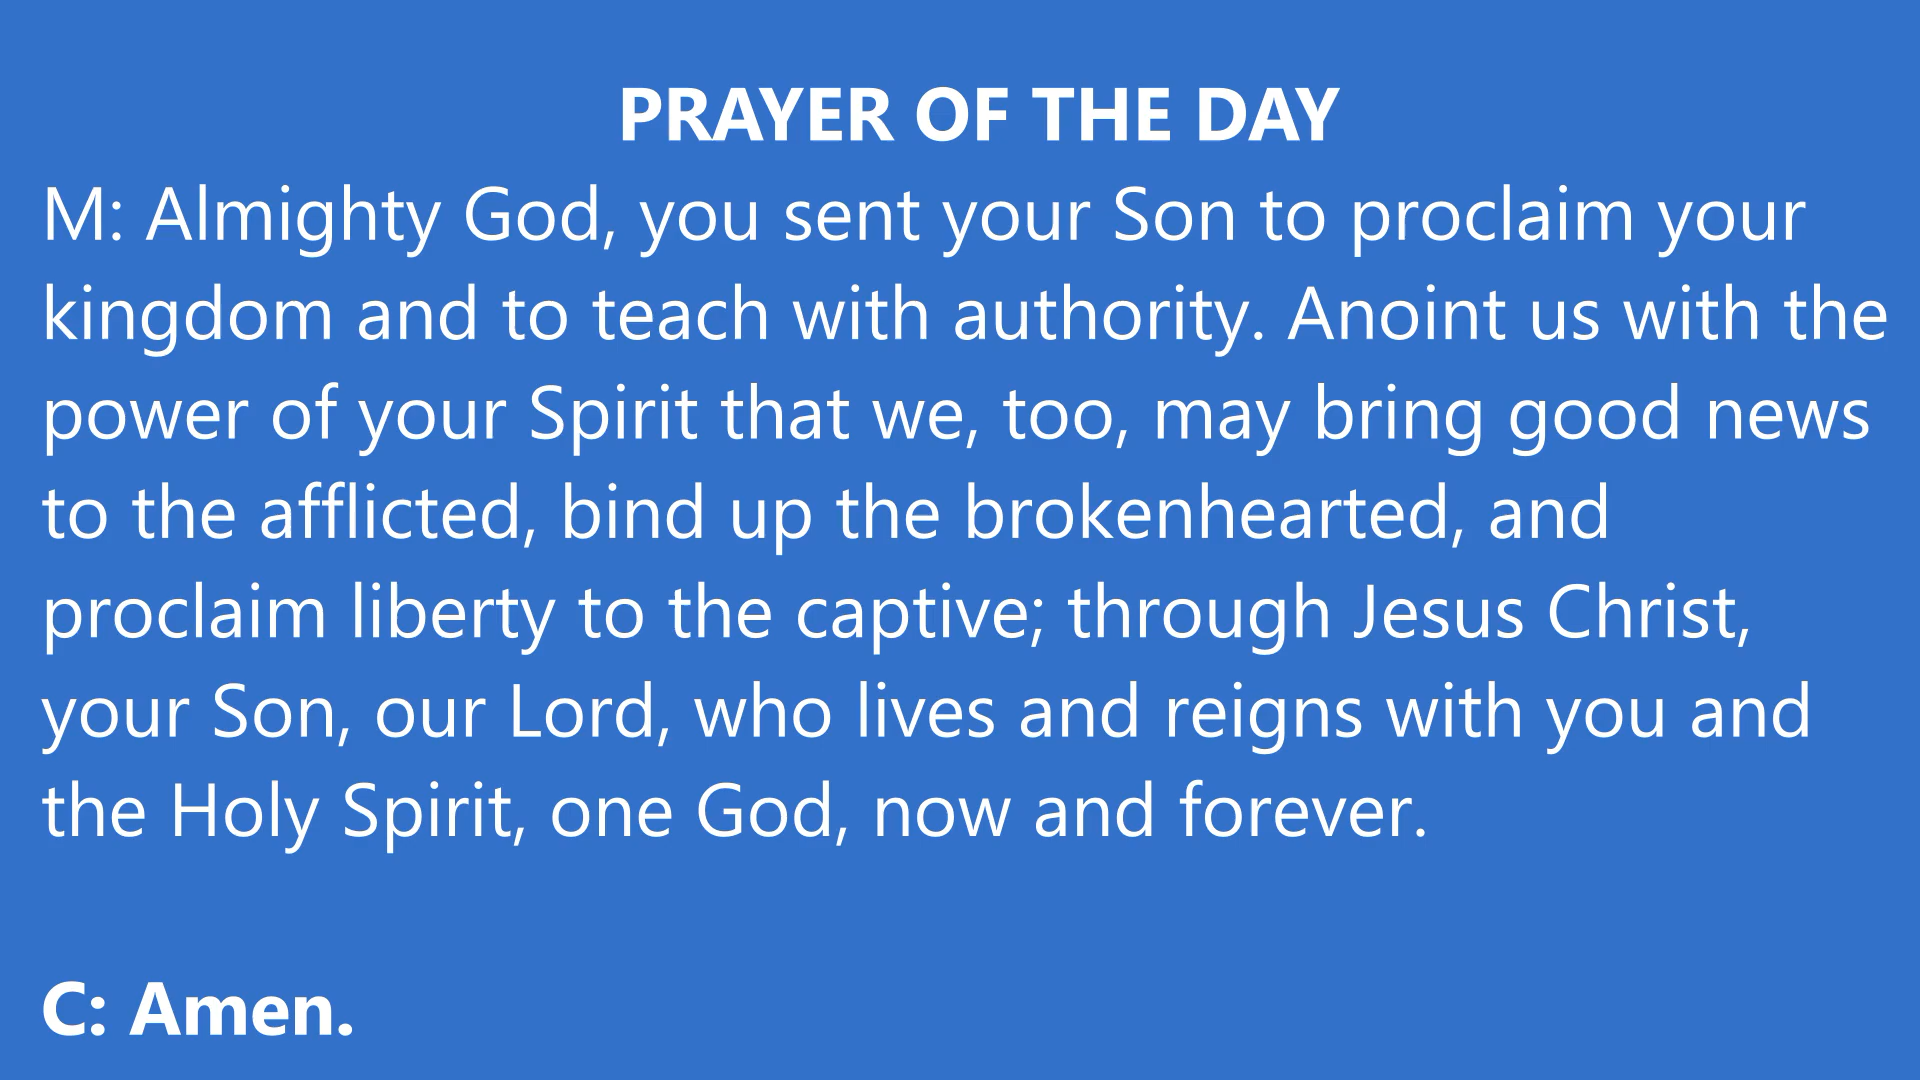 PRAYER OF THE DAY
M: Almighty God, you sent your Son to proclaim your
kingdom and to teach with authority. Anoint us with the
power of your Spirit that we, too, may bring good news
to the afflicted, bind up the brokenhearted, and
proclaim liberty to the captive; through Jesus Christ,
your Son, our Lord, who lives and reigns with you and
the Holy Spirit, one God, now and forever.
C: Amen.